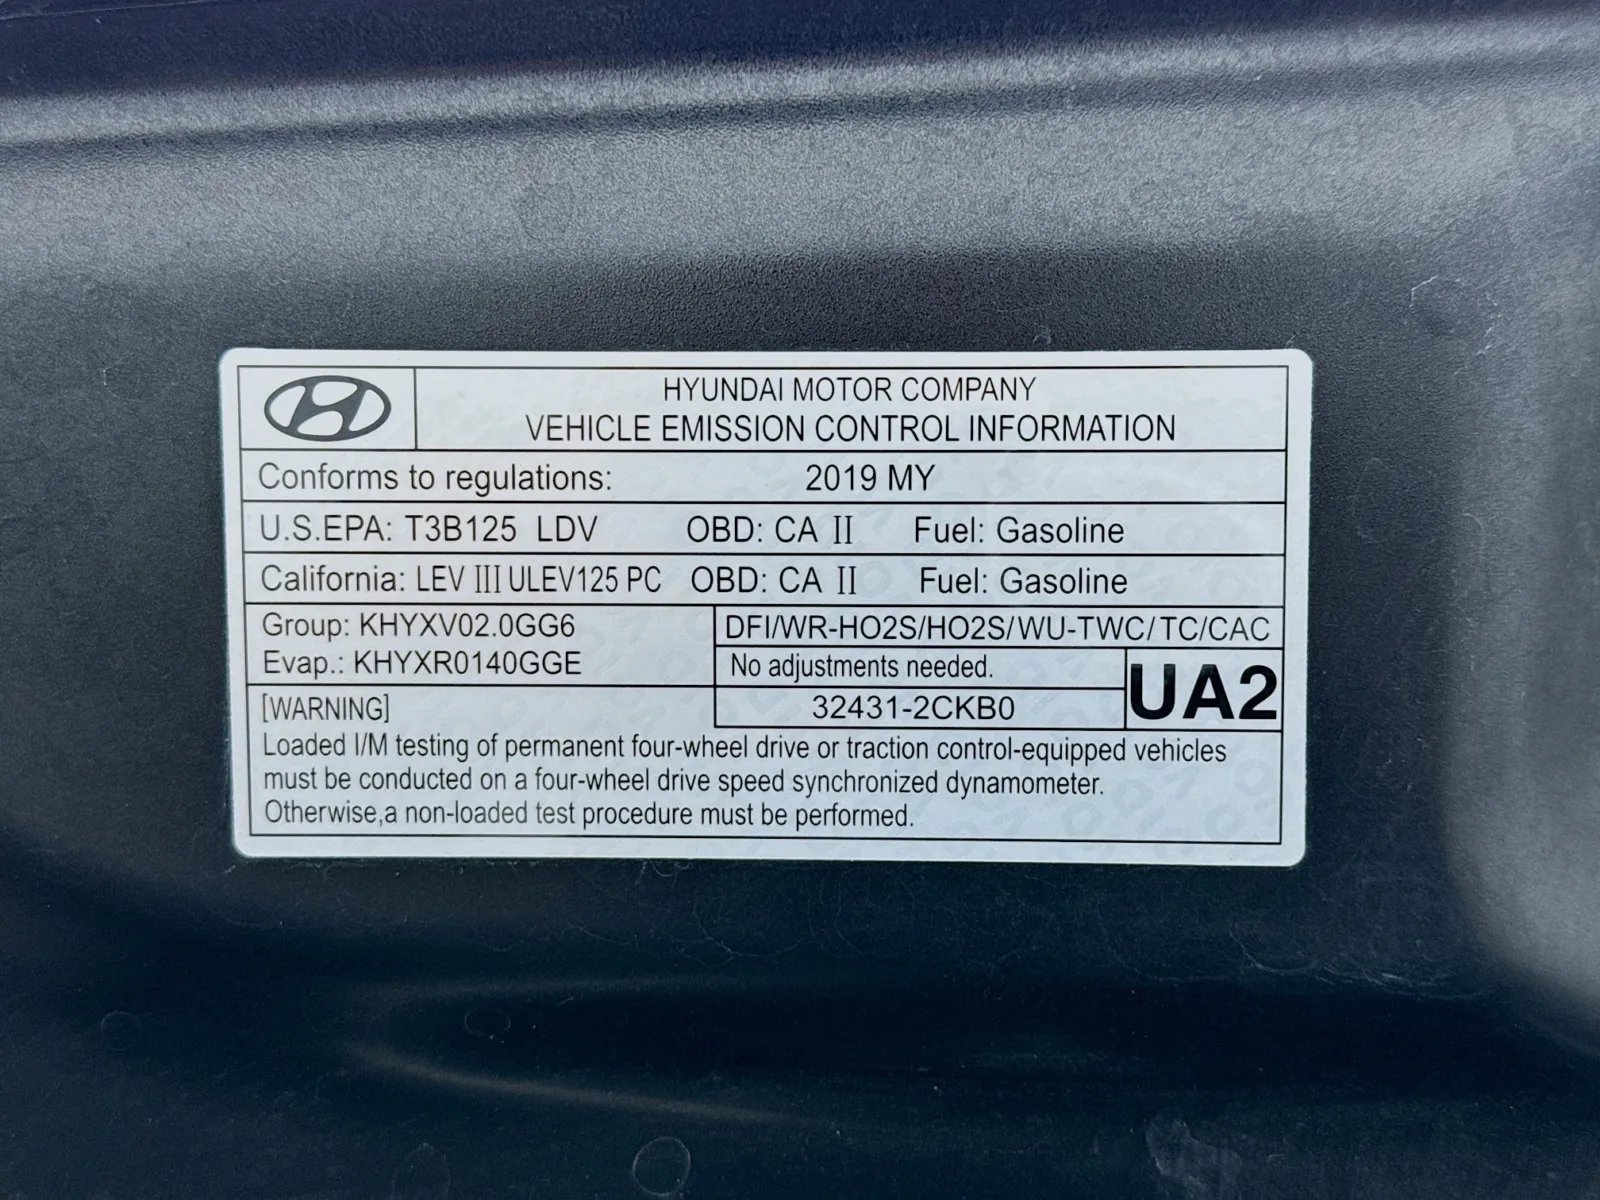 HYUNDAI MOTOR COMPANY
VEHICLE EMISSION CONTROL INFORMATION
Conforms to regulations: 2019 MY
U.S.EPA: T3B125 LDV OBD: CA II Fuel: Gasoline
California: LEV III ULEV125 PC OBD: CA II Fuel: Gasoline
Group: KHYXV02.0GG6
Evap.: KHYXR0140GGE
DFI/WR-HO2S/HO2S/WU-TWC/TC/CAC
No adjustments needed.
32431-2CKB0
UA2
[WARNING]
Loaded I/M testing of permanent four-wheel drive or traction control-equipped vehicles
must be conducted on a four-wheel drive speed synchronized dynamometer.
Otherwise,a non-loaded test procedure must be performed.